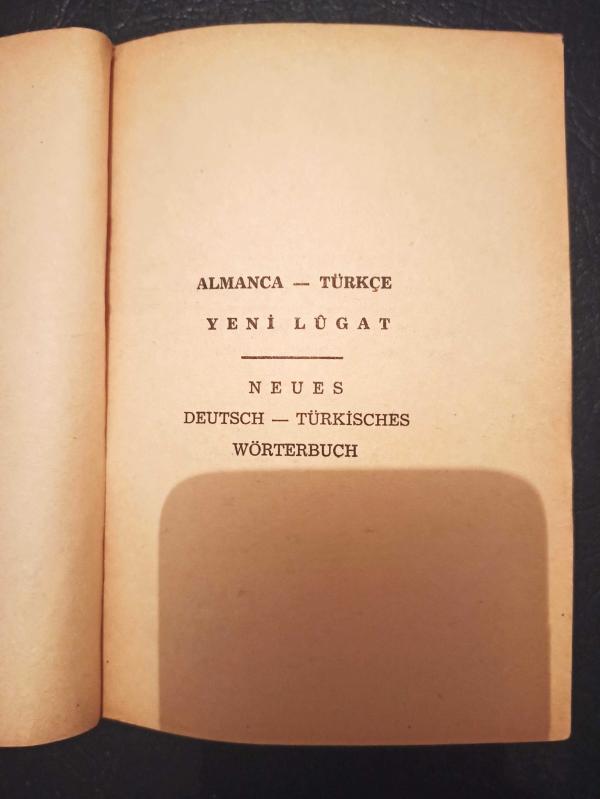 ALMANCA — TÜRKÇE
YENİ LÛGAT
NEUES
DEUTSCH — TÜRKİSCHES
WÖRTERBUCH